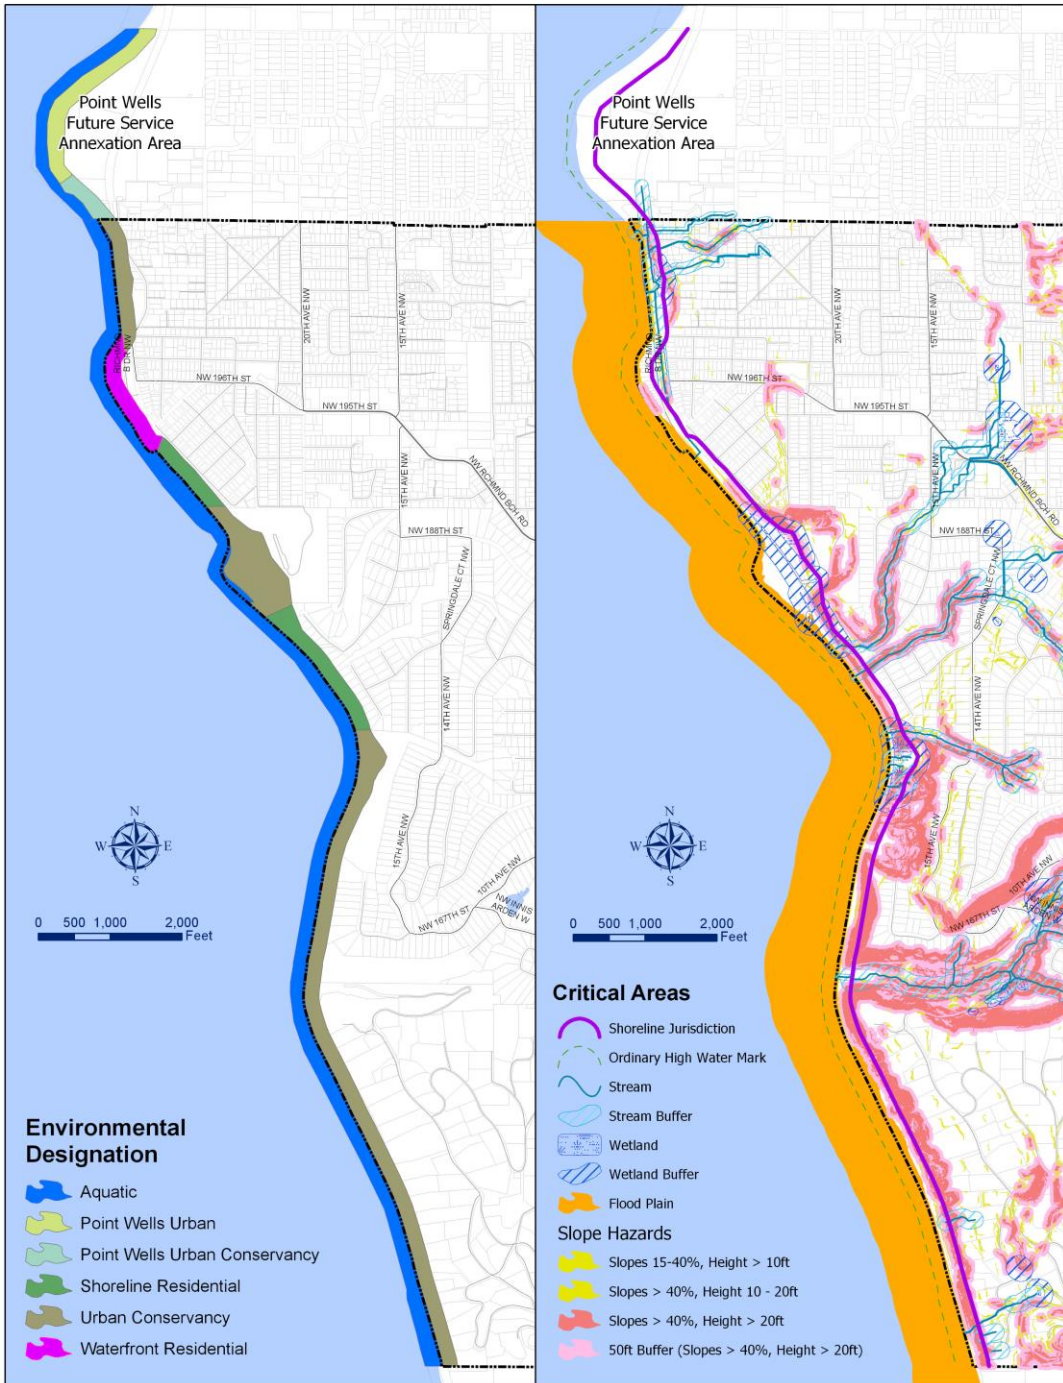 Point Wells
Future Service
Annexation Area
RICHMND
B DR NW
20TH AVE NW
15TH AVE NW
NW 196TH ST
NW 195TH ST
15TH AVE NW
NW RCHMND BCH RD
NW 188TH ST
SPRINGDALE CT NW
14TH AVE NW
15TH AVE NW
10TH AVE NW
NW INNIS
ARDEN W
NW 167TH ST
N
W
E
S
0 500 1,000 2,000
Feet
Environmental
Designation
Aquatic
Point Wells Urban
Point Wells Urban Conservancy
Shoreline Residential
Urban Conservancy
Waterfront Residential
Point Wells
Future Service
Annexation Area
RICHMND
B DR NW
20TH AVE NW
15TH AVE NW
NW 196TH ST
NW 195TH ST
NW RCHMND BCH RD
NW 188TH ST
SPRINGDALE CT NW
14TH AVE NW
15TH AVE NW
10TH AVE NW
NW 167TH ST
N
W
E
S
0 500 1,000 2,000
Feet
Critical Areas
Shoreline Jurisdiction
Ordinary High Water Mark
Stream
Stream Buffer
Wetland
Wetland Buffer
Flood Plain
Slope Hazards
Slopes 15-40%, Height > 10ft
Slopes > 40%, Height 10 - 20ft
Slopes > 40%, Height > 20ft
50ft Buffer (Slopes > 40%, Height > 20ft)